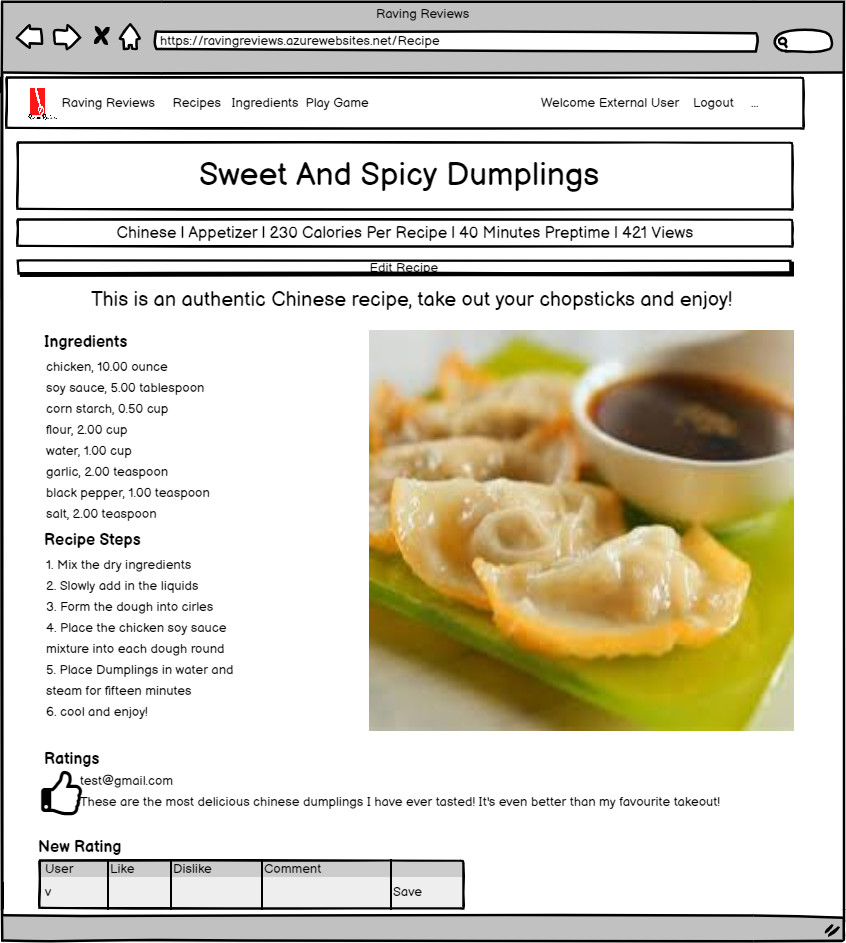 Raving Reviews
https://ravingreviews.azurewebsites.net/Recipe
Raving Reviews Recipes Ingredients Play Game Welcome External User Logout ...
Sweet And Spicy Dumplings
Chinese | Appetizer | 230 Calories Per Recipe | 40 Minutes Preptime | 421 Views
Edit Recipe
This is an authentic Chinese recipe, take out your chopsticks and enjoy!
Ingredients
chicken, 10.00 ounce
soy sauce, 5.00 tablespoon
corn starch, 0.50 cup
flour, 2.00 cup
water, 1.00 cup
garlic, 2.00 teaspoon
black pepper, 1.00 teaspoon
salt, 2.00 teaspoon
Recipe Steps
1. Mix the dry ingredients
2. Slowly add in the liquids
3. Form the dough into cirles
4. Place the chicken soy sauce
mixture into each dough round
5. Place Dumplings in water and
steam for fifteen minutes
6. cool and enjoy!
Ratings
test@gmail.com
These are the most delicious chinese dumplings I have ever tasted! It's even better than my favourite takeout!
New Rating
User Like Dislike Comment
v Save